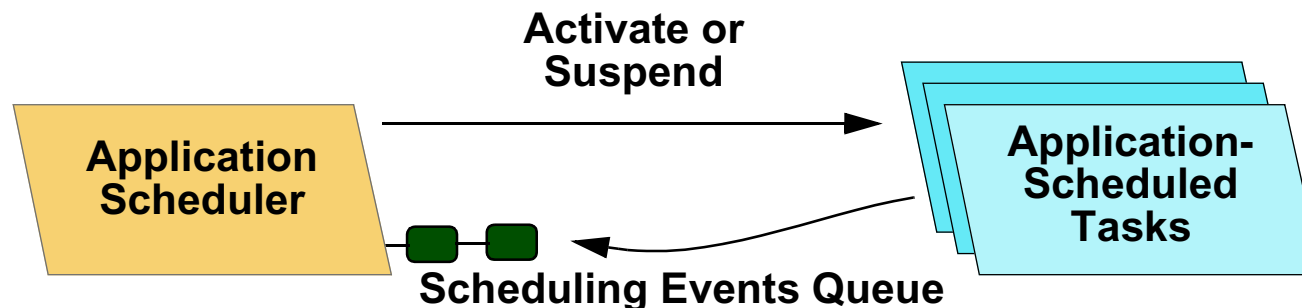 Activate or
Suspend
Application
Scheduler
Application-
Scheduled
Tasks
Scheduling Events Queue